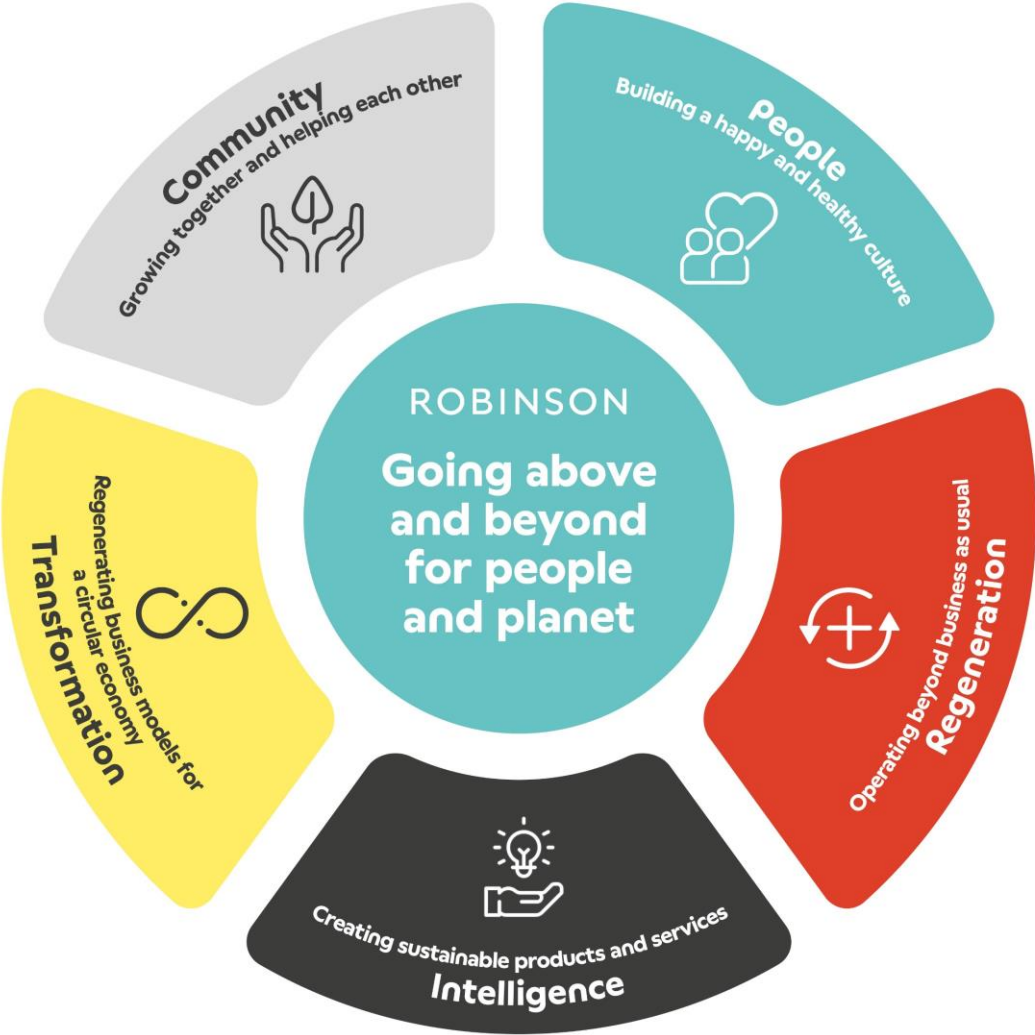 ROBINSON
Going above
and beyond
for people
and planet
People
Building a happy and healthy culture
Operating beyond business as usual
Regeneration
Creating sustainable products and services
Intelligence
Regenerating business models for
a circular economy
Transformation
Community
Growing together and helping each other